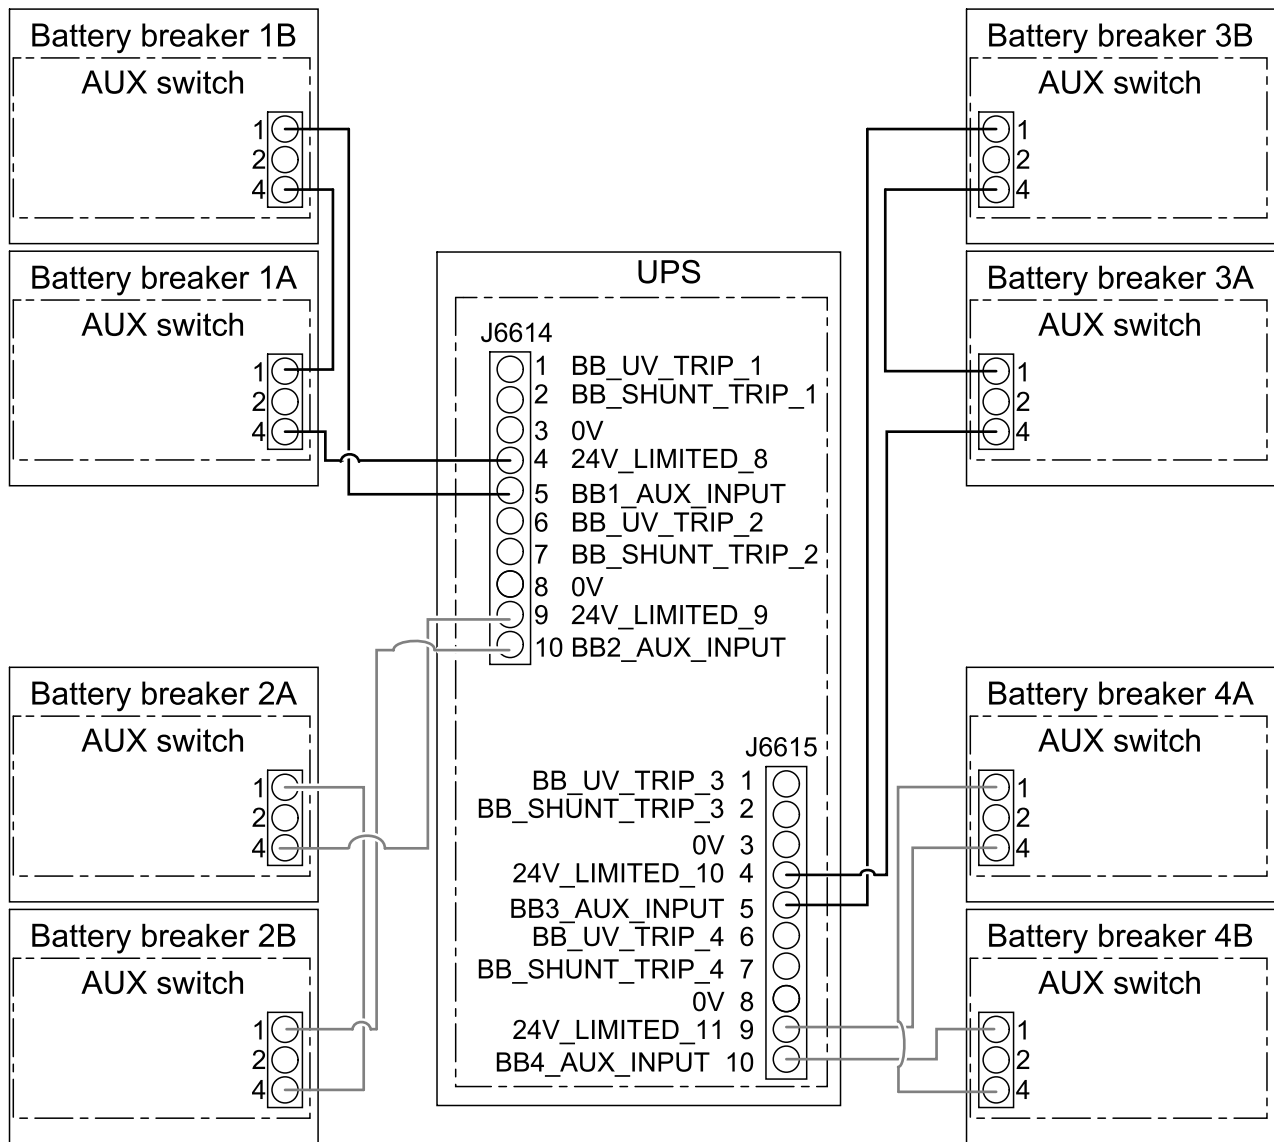 Battery breaker 1B
AUX switch
1
2
4
Battery breaker 1A
AUX switch
1
2
4
Battery breaker 2A
AUX switch
1
2
4
Battery breaker 2B
AUX switch
1
2
4
UPS
J6614
1 BB_UV_TRIP_1
2 BB_SHUNT_TRIP_1
3 0V
4 24V_LIMITED_8
5 BB1_AUX_INPUT
6 BB_UV_TRIP_2
7 BB_SHUNT_TRIP_2
8 0V
9 24V_LIMITED_9
10 BB2_AUX_INPUT
J6615
BB_UV_TRIP_3 1
BB_SHUNT_TRIP_3 2
0V 3
24V_LIMITED_10 4
BB3_AUX_INPUT 5
BB_UV_TRIP_4 6
BB_SHUNT_TRIP_4 7
0V 8
24V_LIMITED_11 9
BB4_AUX_INPUT 10
Battery breaker 3B
AUX switch
1
2
4
Battery breaker 3A
AUX switch
1
2
4
Battery breaker 4A
AUX switch
1
2
4
Battery breaker 4B
AUX switch
1
2
4